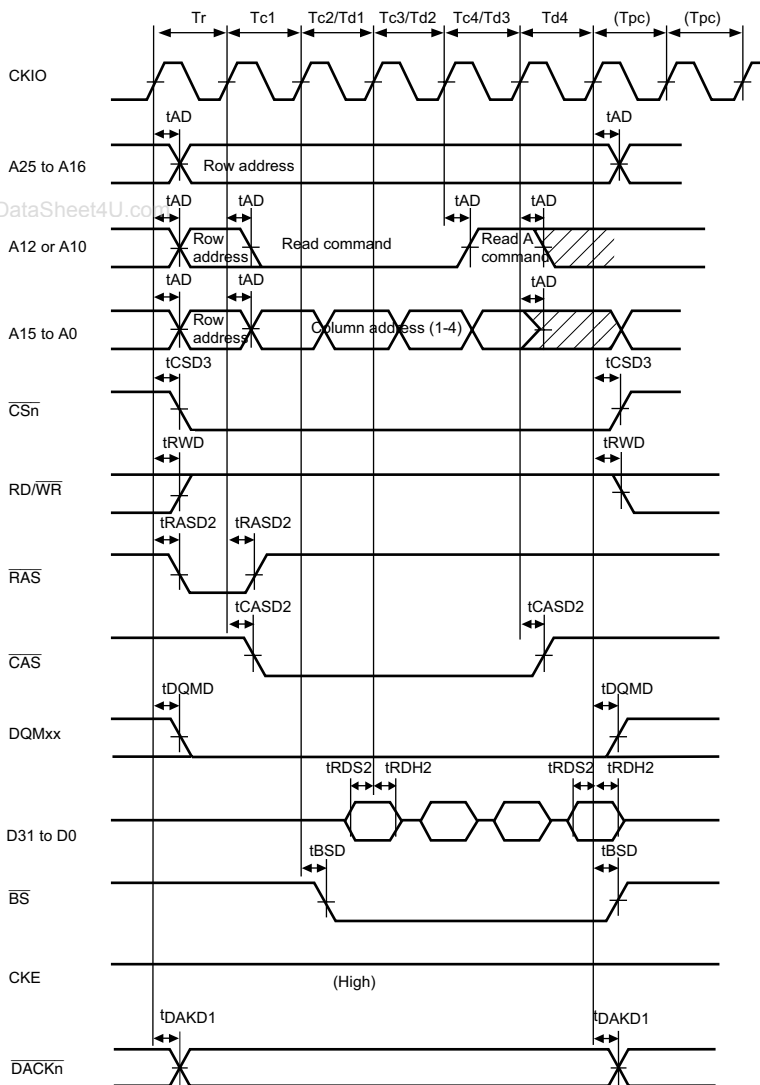 Tr Tc1 Tc2/Td1 Tc3/Td2 Tc4/Td3 Td4 (Tpc) (Tpc)
CKIO
tAD tAD
A25 to A16 Row address
DataSheet4U.com
tAD tAD tAD tAD
A12 or A10 Row address Read command Read A command
tAD tAD tAD
A15 to A0 Row address Column address (1-4)
tCSD3 tCSD3
CSn
tRWD tRWD
RD/WR
tRASD2 tRASD2
RAS
tCASD2 tCASD2
CAS
tDQMD tDQMD
DQMxx
tRDS2 tRDH2 tRDS2 tRDH2
D31 to D0
tBSD tBSD
BS
CKE (High)
tDAKD1 tDAKD1
DACKn